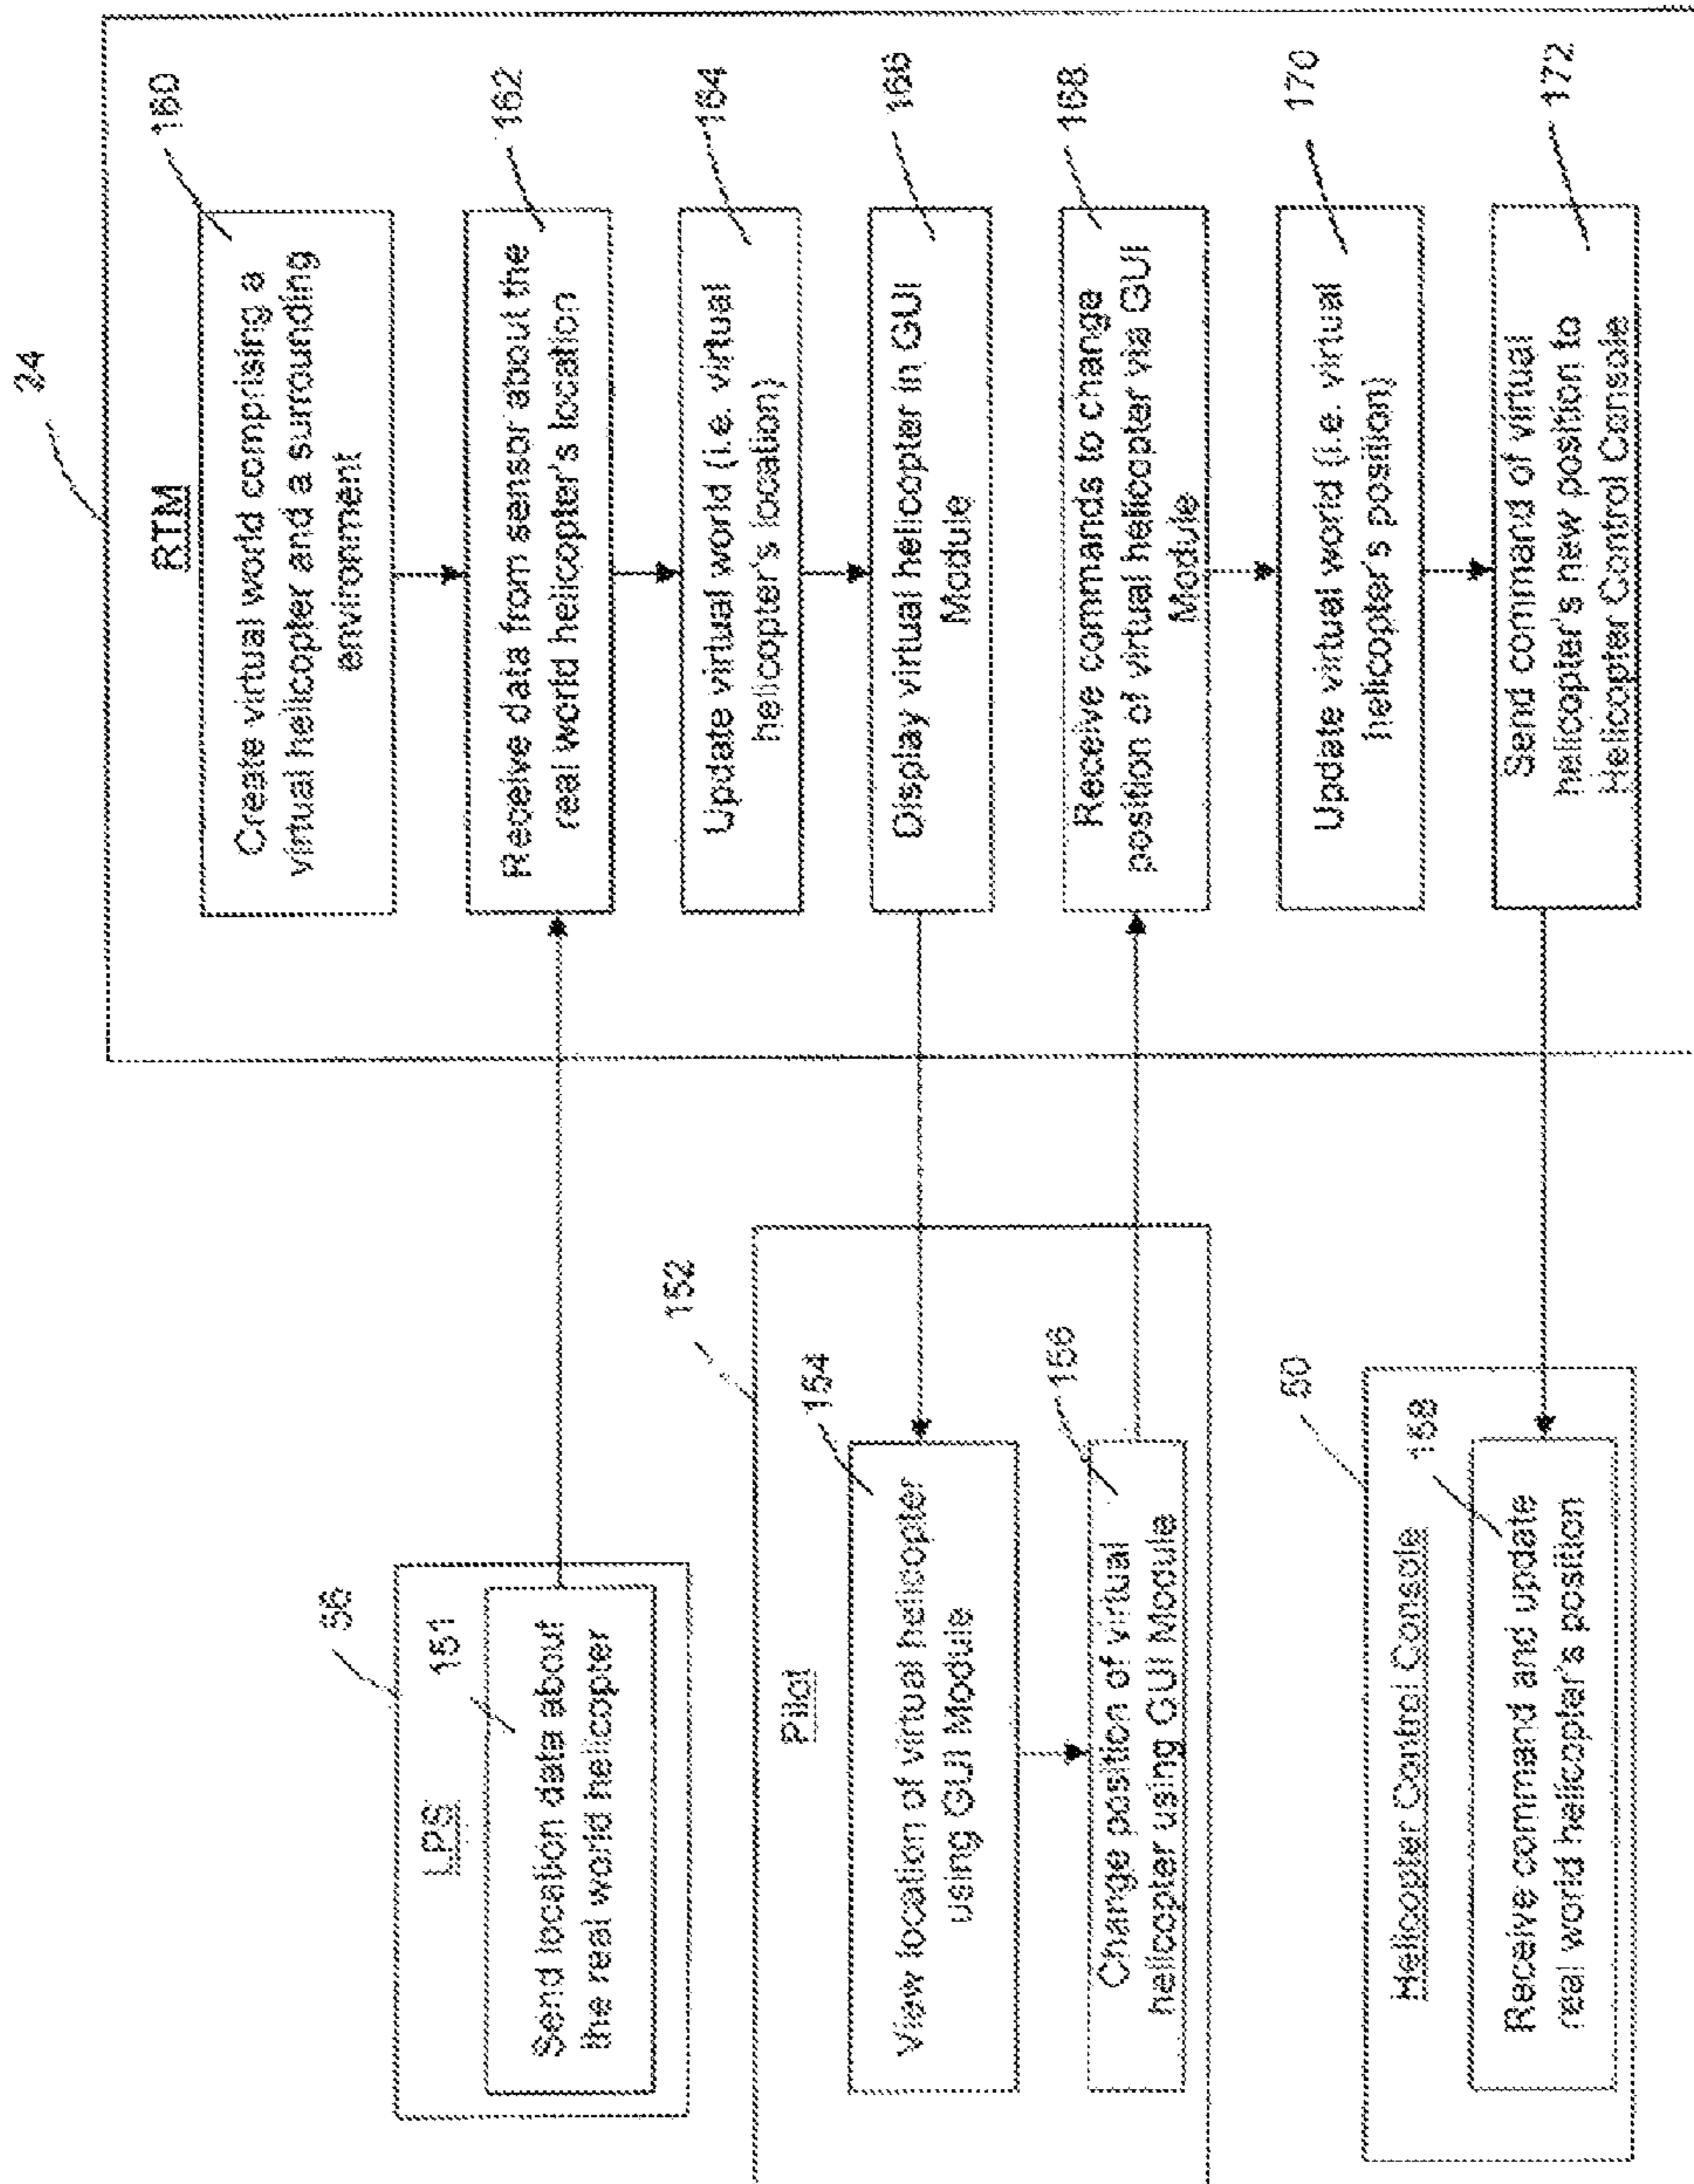 24
RTM
160
Create virtual world comprising a
virtual helicopter and a surrounding
environment
162
Receive data from sensor about the
real world helicopter's location
164
Update virtual world (i.e. virtual
helicopter's location)
166
Display virtual helicopter in GUI
Module
168
Receive commands to change
position of virtual helicopter via GUI
Module
170
Update virtual world (i.e. virtual
helicopter's position)
172
Send command of virtual
helicopter's new position to
Helicopter Control Console
56
LPS
151
Send location data about
the real world helicopter
152
Pilot
154
View location of virtual helicopter
using GUI Module
156
Change position of virtual
helicopter using GUI Module
50
Helicopter Control Console
158
Receive command and update
real world helicopter's position